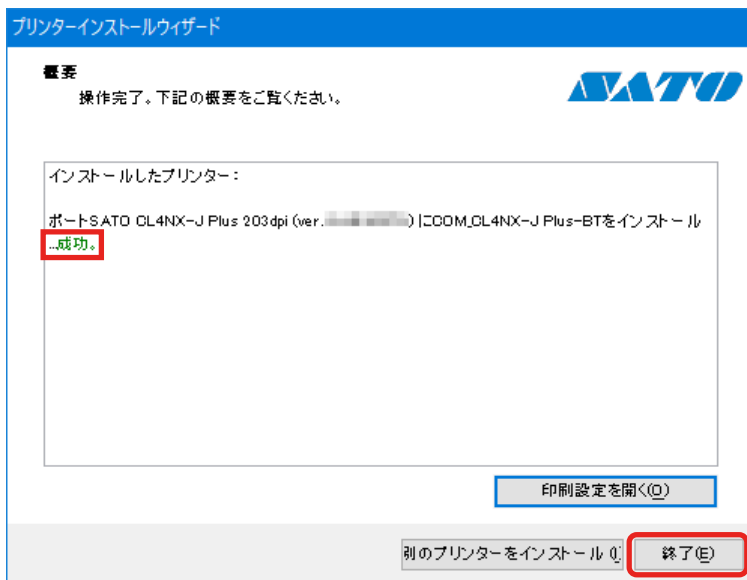 プリンターインストールウィザード
概要
操作完了。下記の概要をご覧ください。
SATO
インストールしたプリンター：
ポートSATO CL4NX-J Plus 203dpi (ver. ) にCOM_CL4NX-J Plus-BTをインストール
...成功。
印刷設定を開く(O)
別のプリンターをインストール (I)
終了(E)